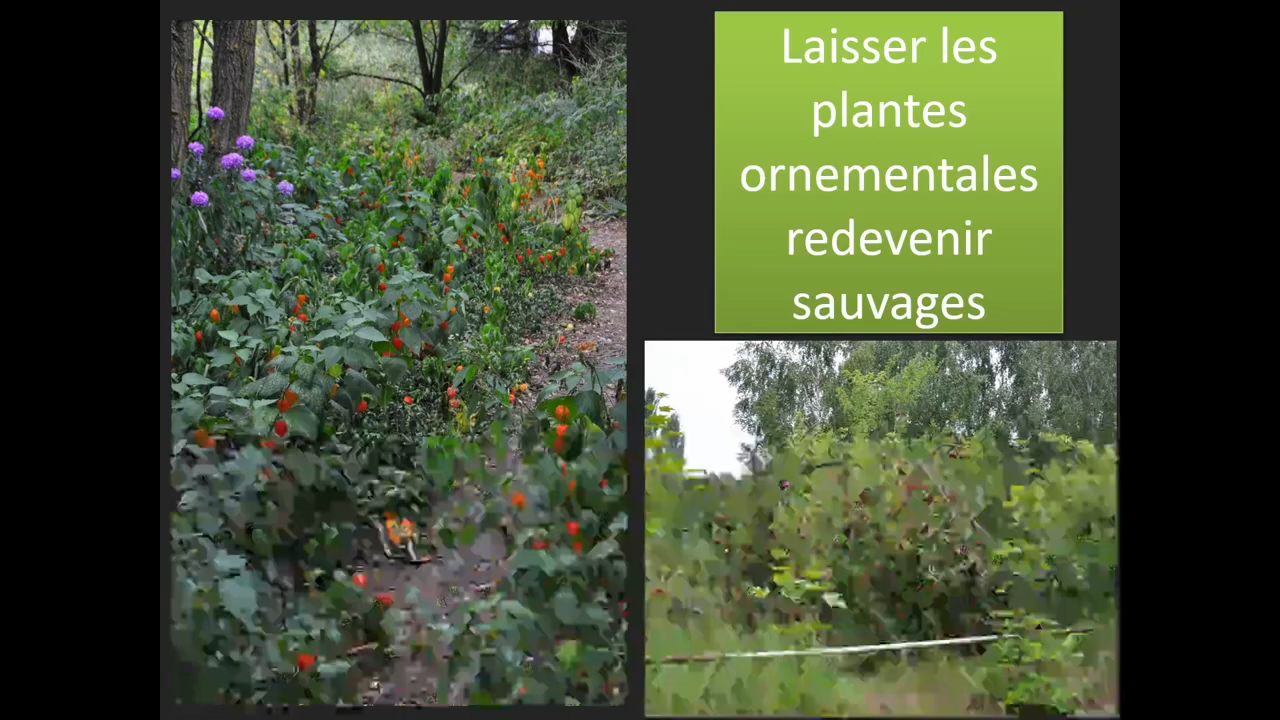 Laisser les
plantes
ornementales
redevenir
sauvages